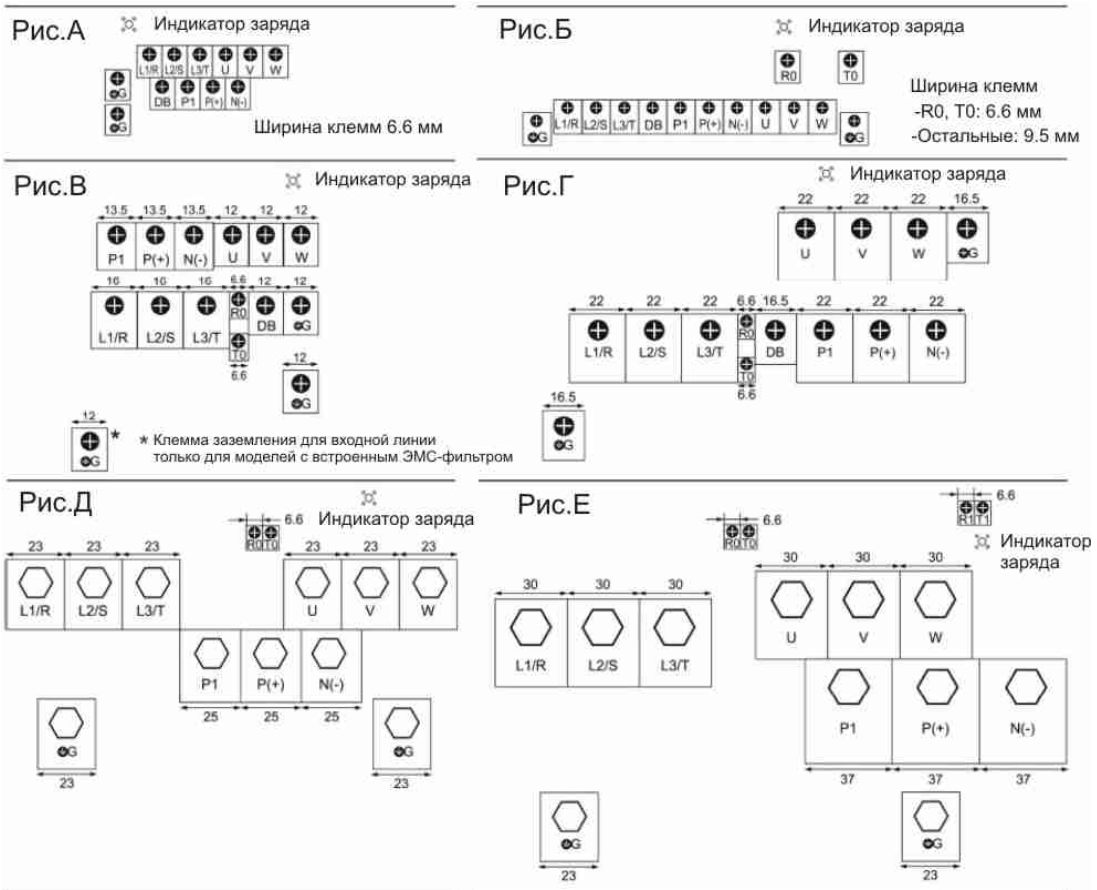 Рис.А
Индикатор заряда
L1/R L2/S L3/T U V W
DB P1 P(+) N(-)
G
G
Ширина клемм 6.6 мм
Рис.Б
Индикатор заряда
R0 T0
Ширина клемм
-R0, T0: 6.6 мм
-Остальные: 9.5 мм
G L1/R L2/S L3/T DB P1 P(+) N(-) U V W G
Рис.В
Индикатор заряда
13.5 13.5 13.5 12 12 12
P1 P(+) N(-) U V W
16 16 16 6.6 12 12
R0
L1/R L2/S L3/T DB G
T0
6.6
12
G
12
G
*
* Клемма заземления для входной линии
только для моделей с встроенным ЭМС-фильтром
Рис.Г
Индикатор заряда
22 22 22 16.5
U V W G
22 22 22 6.6 16.5 22 22 22
R0
L1/R L2/S L3/T DB P1 P(+) N(-)
T0
6.6
16.5
G
Рис.Д
Индикатор заряда
6.6
R0 T0
23 23 23 23 23 23
L1/R L2/S L3/T U V W
P1 P(+) N(-)
25 25 25
G G
23 23
Рис.Е
6.6
R0 T0
6.6
R1 T1
Индикатор
заряда
30 30 30
L1/R L2/S L3/T
30 30 30
U V W
P1 P(+) N(-)
37 37 37
G G
23 23